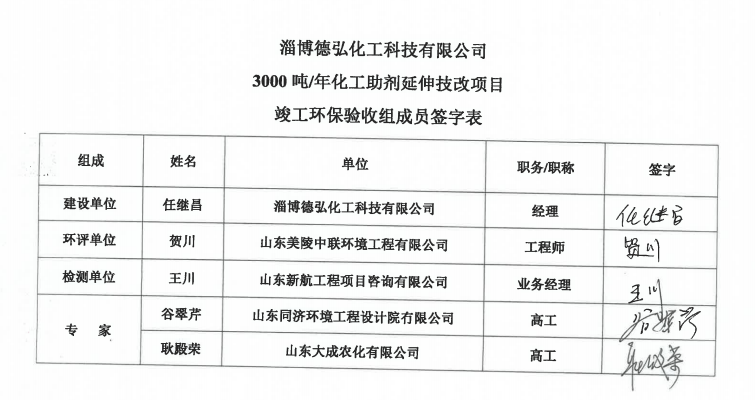 淄博德弘化工科技有限公司
3000 吨/年化工助剂延伸技改项目
竣工环保验收组成员签字表
组成 姓名 单位 职务/职称 签字
建设单位 任继昌 淄博德弘化工科技有限公司 经理 任继昌
环评单位 贺川 山东美陵中联环境工程有限公司 工程师 贺川
检测单位 王川 山东新航工程项目咨询有限公司 业务经理 王川
专 家 谷翠芹 山东同济环境工程设计院有限公司 高工 谷翠芹
耿殿荣 山东大成农化有限公司 高工 耿殿荣